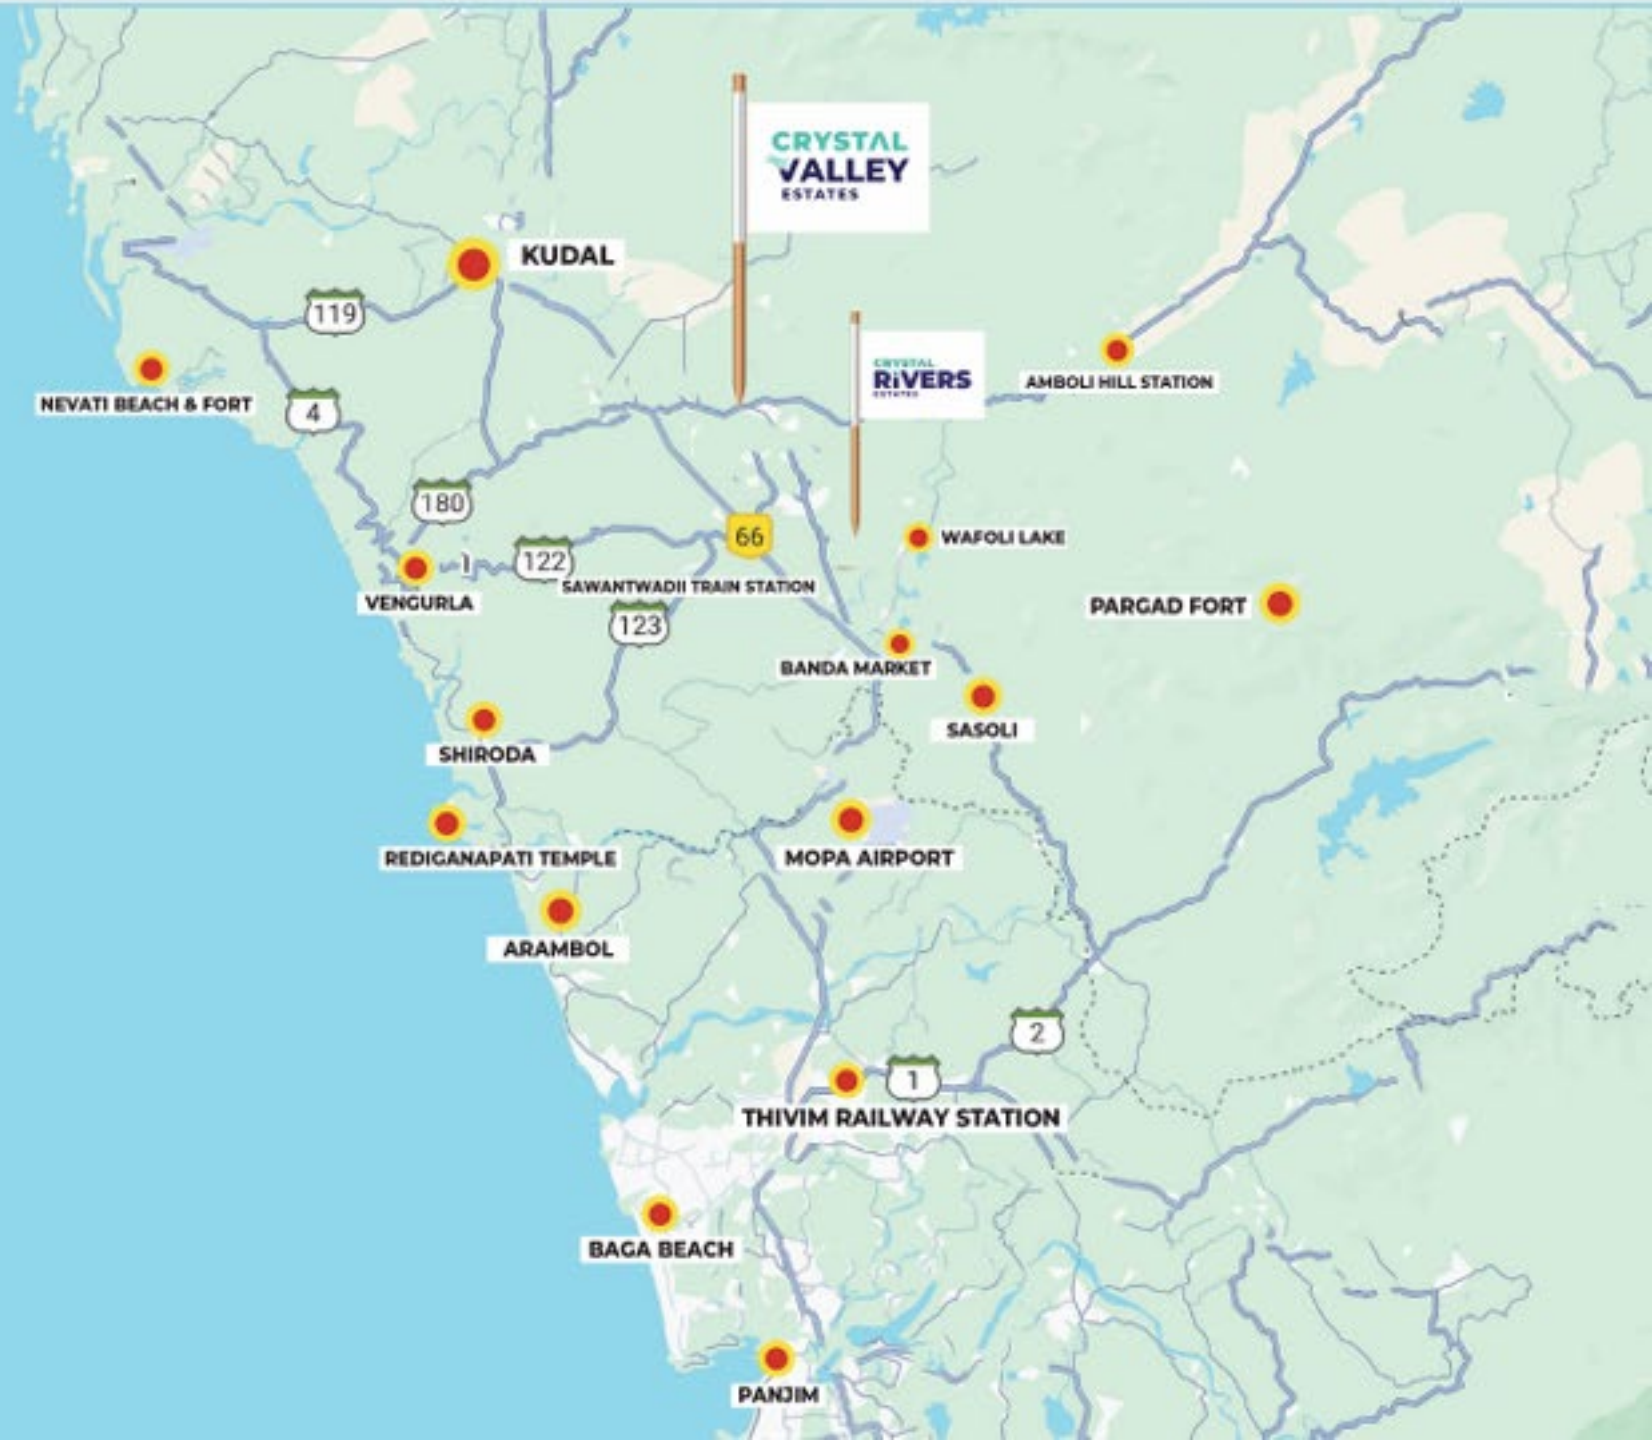 CRYSTAL
VALLEY
ESTATES
KUDAL
119
CRYSTAL
RiVERS
ESTATES
AMBOLI HILL STATION
NEVATI BEACH & FORT
4
180
66
WAFOLI LAKE
1
122
SAWANTWADII TRAIN STATION
VENGURLA
PARGAD FORT
123
BANDA MARKET
SASOLI
SHIRODA
REDIGANAPATI TEMPLE
MOPA AIRPORT
ARAMBOL
2
1
THIVIM RAILWAY STATION
BAGA BEACH
PANJIM